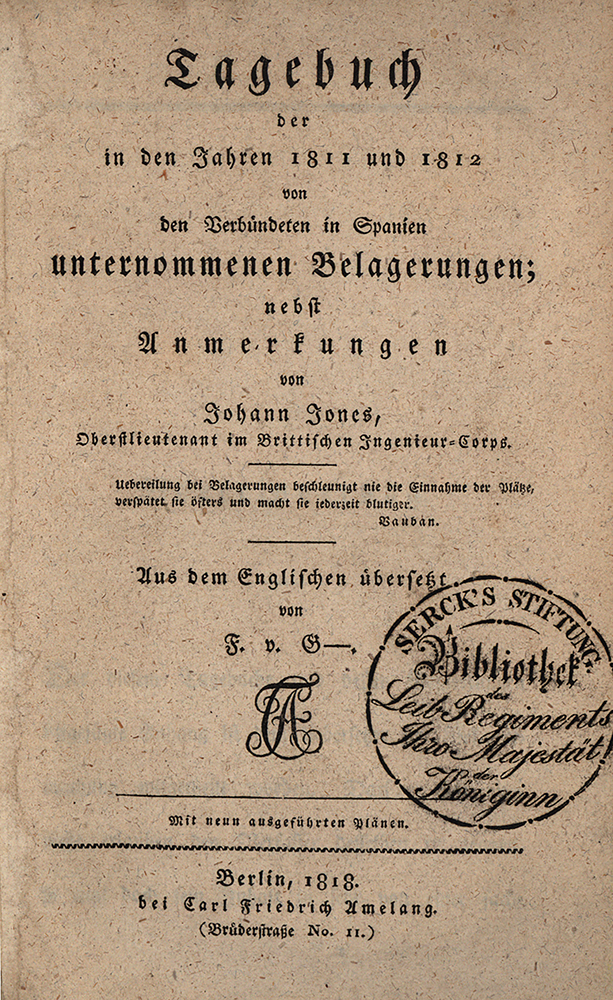 Tagebuch
der
in den Jahren 1811 und 1812
von
den Verbündeten in Spanien
unternommenen Belagerungen;
nebst
Anmerkungen
von
Johann Jones,
Oberstlieutenant im Brittischen Ingenieur-Corps.
Uebereilung bei Belagerungen beschleunigt nie die Einnahme der Plätze,
verspätet sie öfters und macht sie jederzeit blutiger.
Vauban.
Aus dem Englischen übersetzt
von
F. v. G—.
SERCK'S STIFTUNG
Bibliothek
des
Leib-Regiments
Ihro Majestät
der
Königinn
Mit neun ausgeführten Plänen.
Berlin, 1818.
bei Carl Friedrich Amelang.
(Brüderstraße No. 11.)